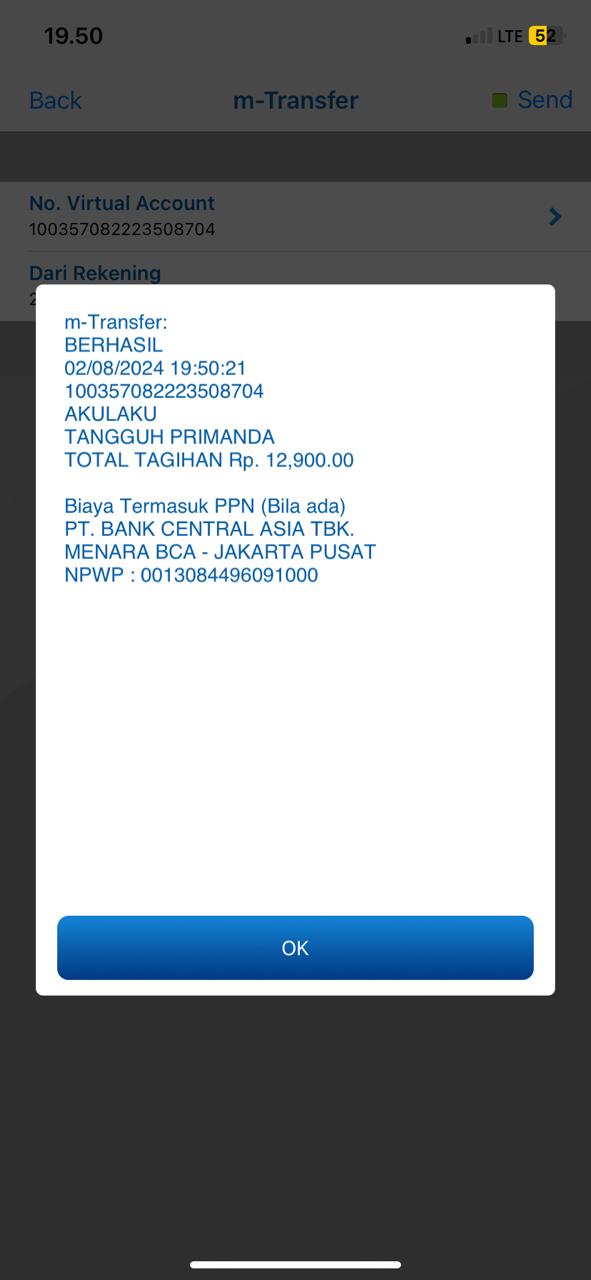 19.50
LTE 52
Back
m-Transfer
Send
No. Virtual Account
100357082223508704
Dari Rekening
2
m-Transfer:
BERHASIL
02/08/2024 19:50:21
100357082223508704
AKULAKU
TANGGUH PRIMANDA
TOTAL TAGIHAN Rp. 12,900.00
Biaya Termasuk PPN (Bila ada)
PT. BANK CENTRAL ASIA TBK.
MENARA BCA - JAKARTA PUSAT
NPWP : 0013084496091000
OK